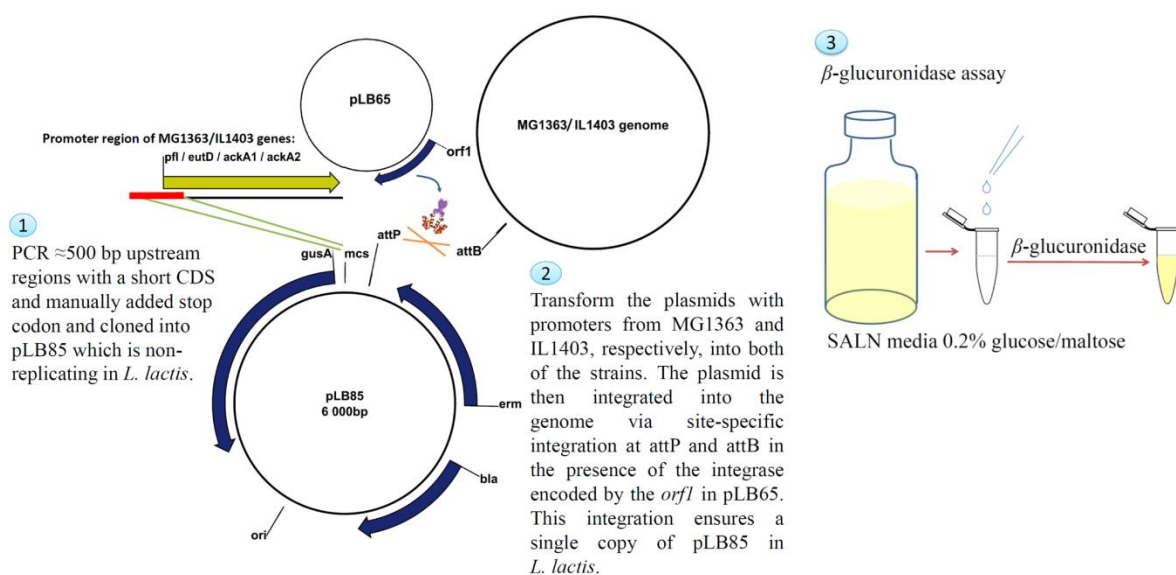 pLB65
MG1363/IL1403 genome
Promoter region of MG1363/IL1403 genes:
pfl / eutD / ackA1 / ackA2
orf1
attP
attB
gusA
mcs
1
PCR ≈500 bp upstream
regions with a short CDS
and manually added stop
codon and cloned into
pLB85 which is non-
replicating in L. lactis.
pLB85
6 000bp
erm
bla
ori
2
Transform the plasmids with
promoters from MG1363 and
IL1403, respectively, into both
of the strains. The plasmid is
then integrated into the
genome via site-specific
integration at attP and attB in
the presence of the integrase
encoded by the orf1 in pLB65.
This integration ensures a
single copy of pLB85 in
L. lactis.
3
β-glucuronidase assay
β-glucuronidase
SALN media 0.2% glucose/maltose